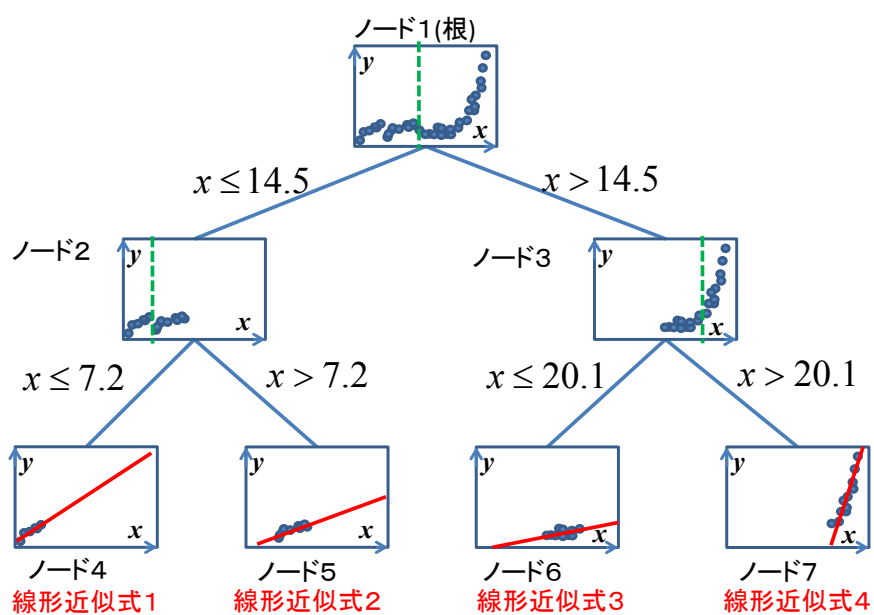 ノード1(根)
y
x
x ≤ 14.5
x > 14.5
ノード2
y
x
ノード3
y
x
x ≤ 7.2
x > 7.2
x ≤ 20.1
x > 20.1
y
x
y
x
y
x
y
x
ノード4
ノード5
ノード6
ノード7
線形近似式1
線形近似式2
線形近似式3
線形近似式4